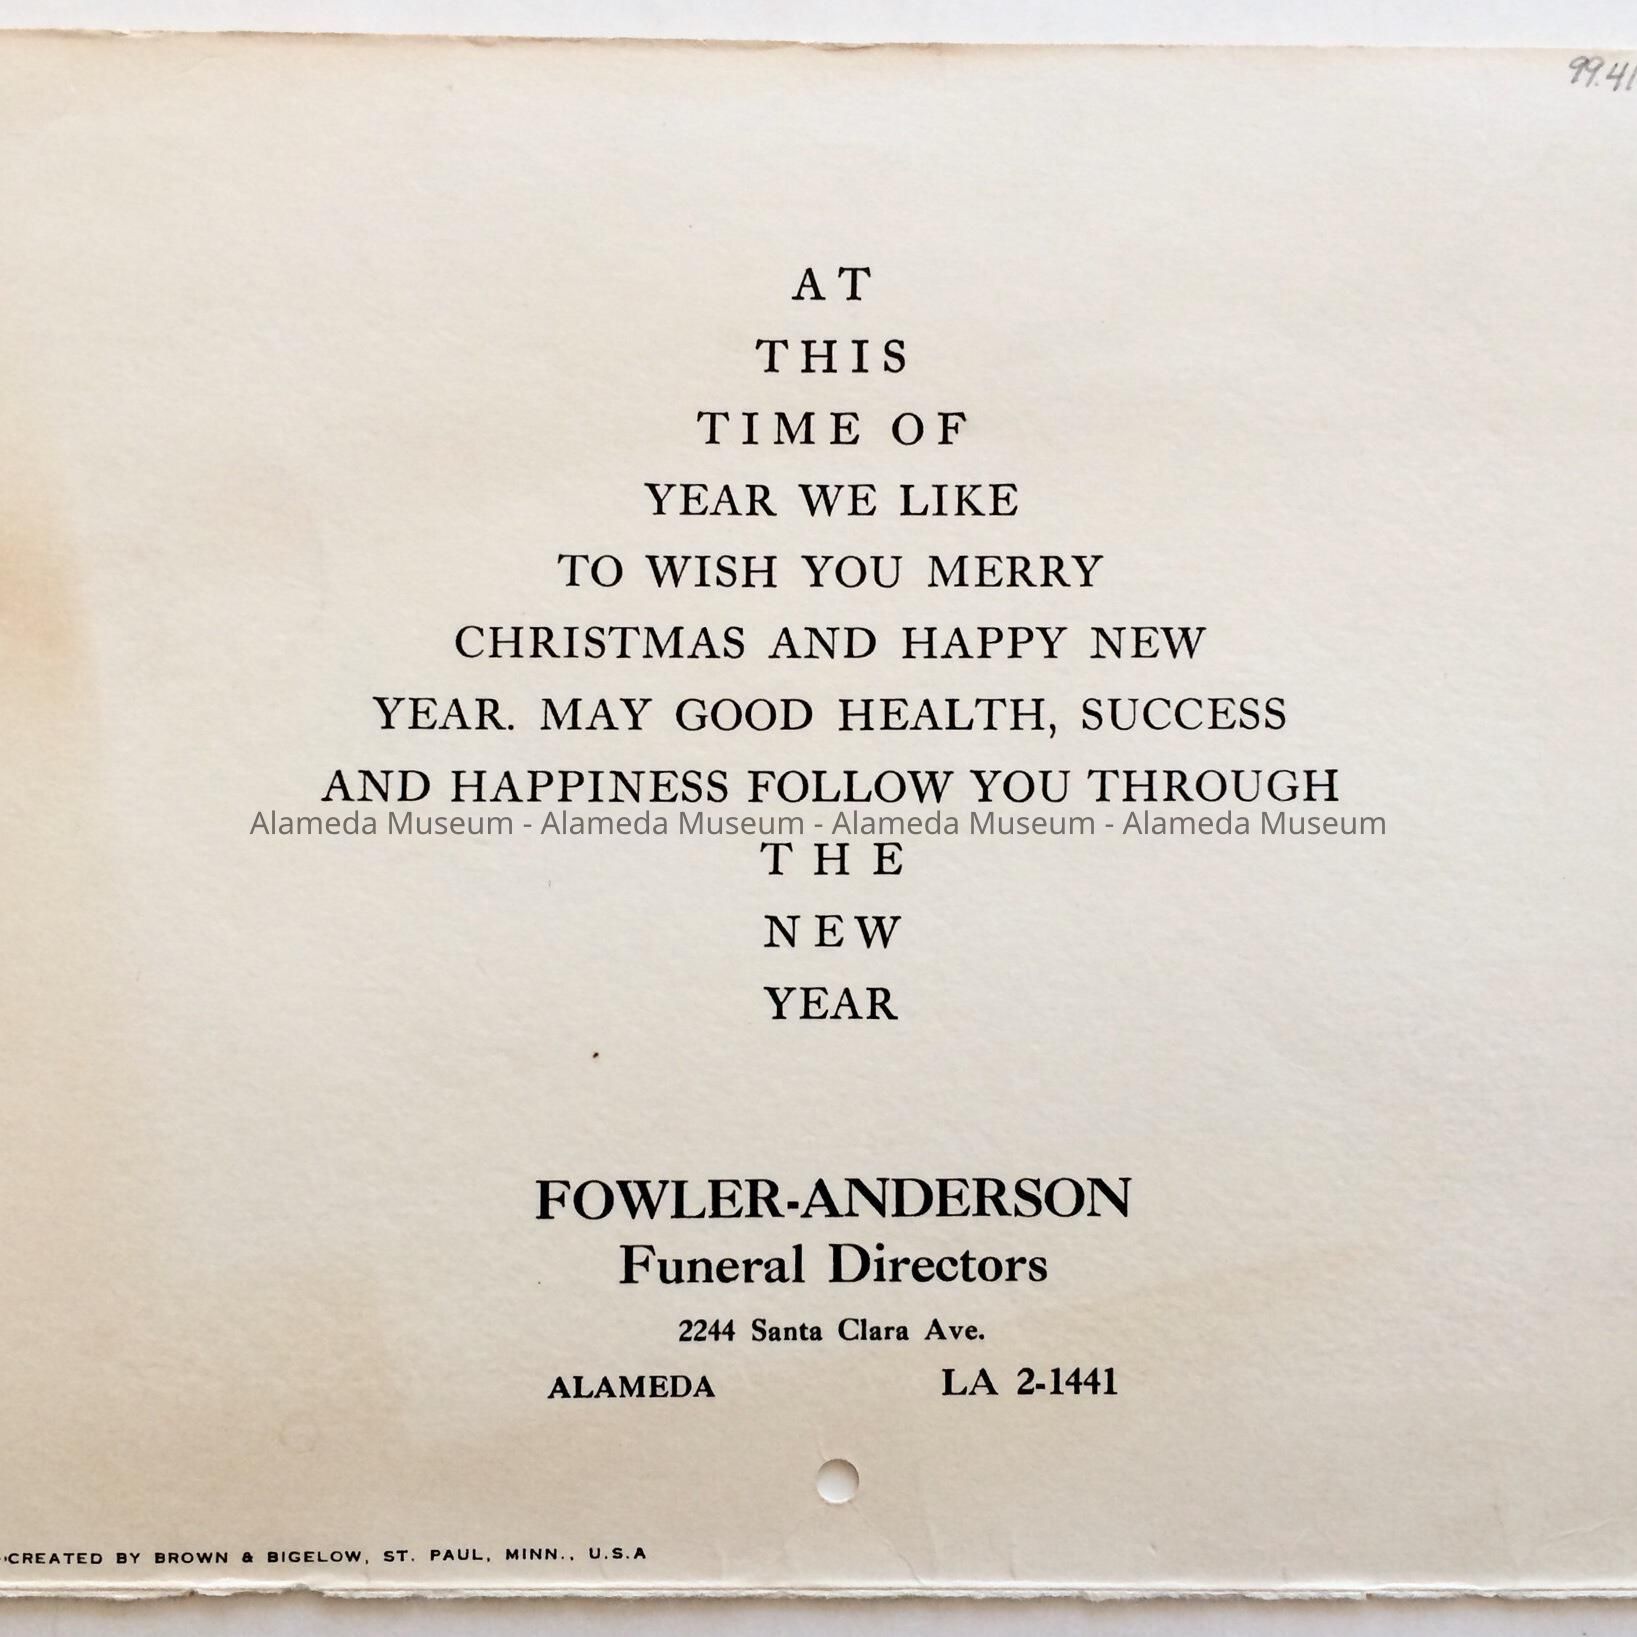 99.41
AT
THIS
TIME OF
YEAR WE LIKE
TO WISH YOU MERRY
CHRISTMAS AND HAPPY NEW
YEAR. MAY GOOD HEALTH, SUCCESS
AND HAPPINESS FOLLOW YOU THROUGH
Alameda Museum - Alameda Museum - Alameda Museum - Alameda Museum
THE
NEW
YEAR
FOWLER-ANDERSON
Funeral Directors
2244 Santa Clara Ave.
ALAMEDA LA 2-1441
CREATED BY BROWN & BIGELOW, ST. PAUL, MINN., U.S.A